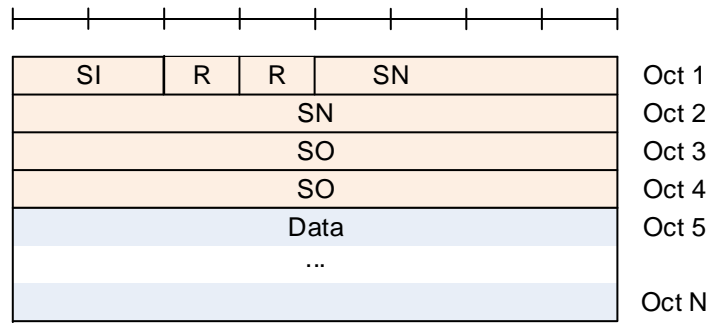 SI R R SN Oct 1
SN Oct 2
SO Oct 3
SO Oct 4
Data Oct 5
...
Oct N